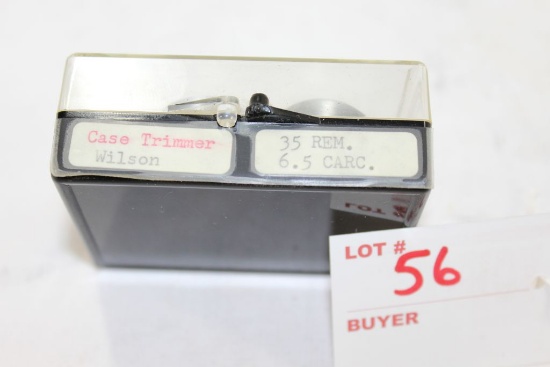 Case Trimmer
Wilson
35 REM.
6.5 CARC.
LOT # 56
BUYER